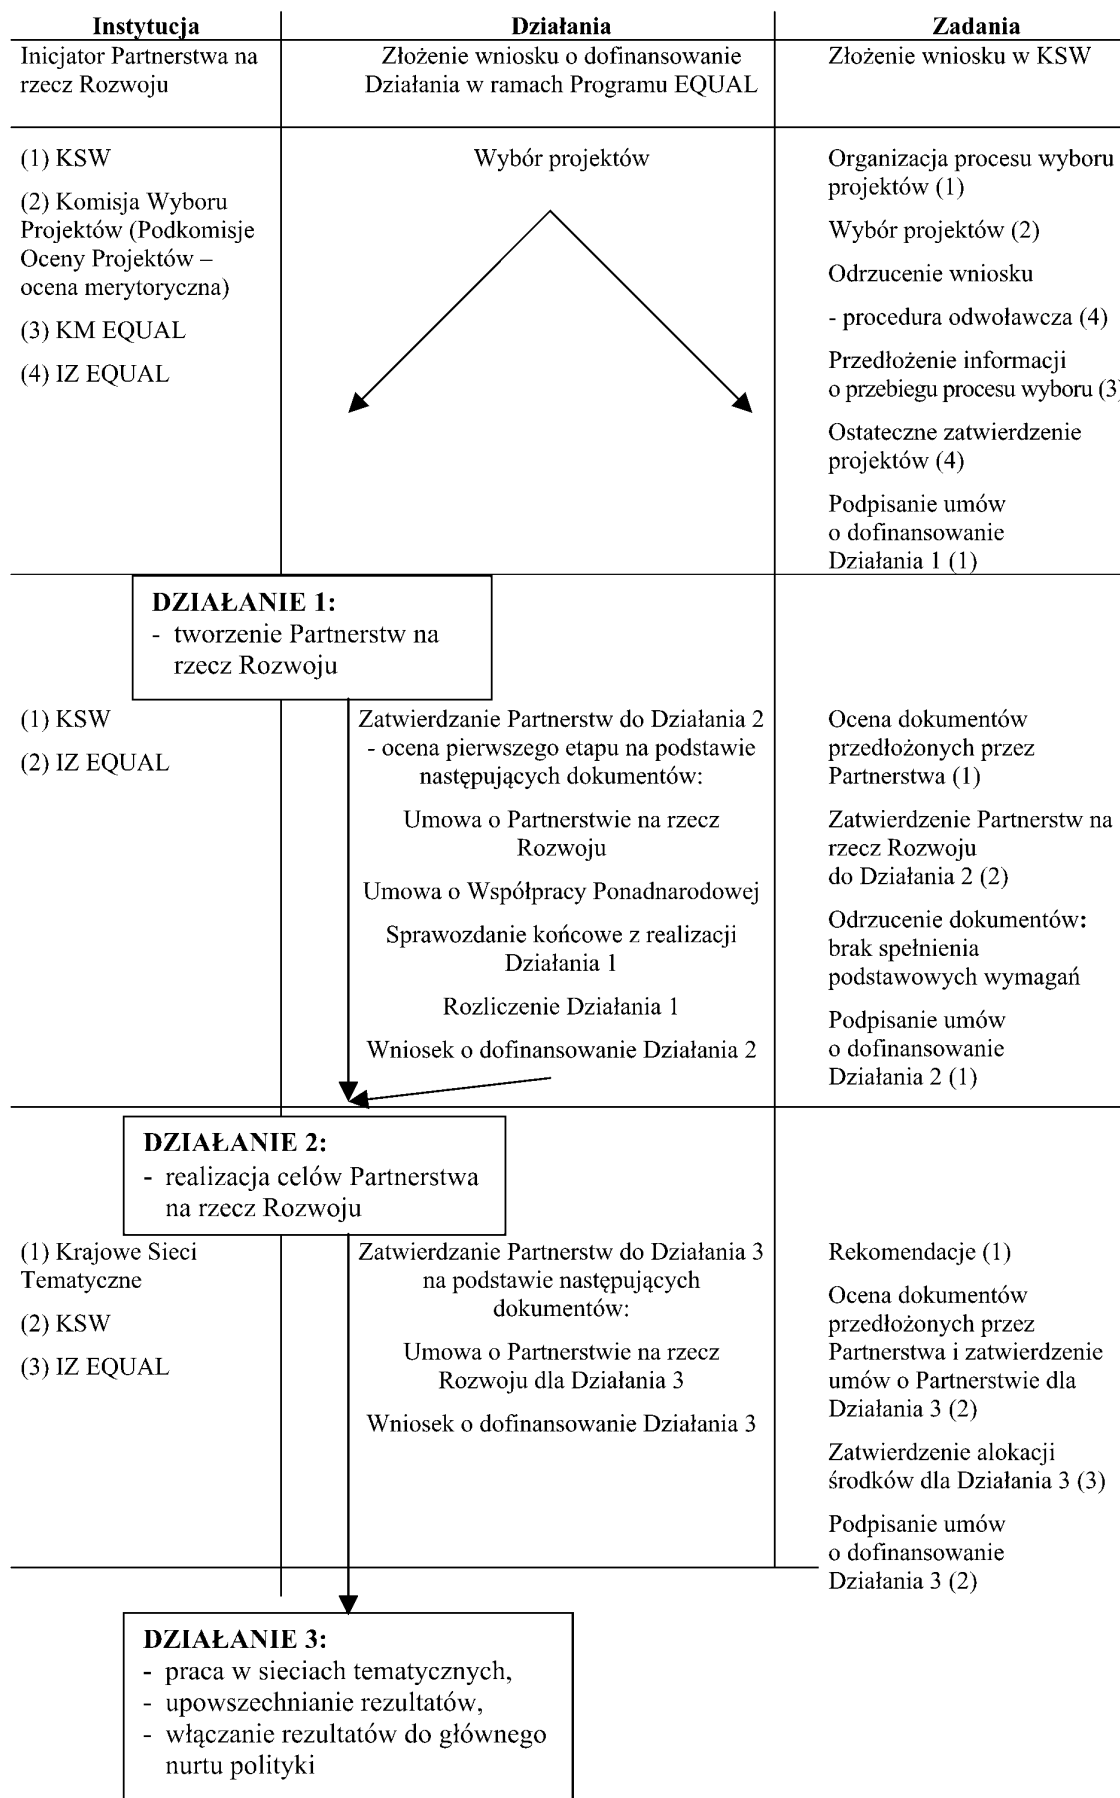 Instytucja
Działania
Zadania
Inicjator Partnerstwa na
rzecz Rozwoju
Złożenie wniosku o dofinansowanie
Działania w ramach Programu EQUAL
Złożenie wniosku w KSW
(1) KSW
(2) Komisja Wyboru
Projektów (Podkomisje
Oceny Projektów –
ocena merytoryczna)
(3) KM EQUAL
(4) IZ EQUAL
Wybór projektów
Organizacja procesu wyboru
projektów (1)
Wybór projektów (2)
Odrzucenie wniosku
- procedura odwoławcza (4)
Przedłożenie informacji
o przebiegu procesu wyboru (3)
Ostateczne zatwierdzenie
projektów (4)
Podpisanie umów
o dofinansowanie
Działania 1 (1)
DZIAŁANIE 1:
- tworzenie Partnerstw na
rzecz Rozwoju
(1) KSW
(2) IZ EQUAL
Zatwierdzanie Partnerstw do Działania 2
- ocena pierwszego etapu na podstawie
następujących dokumentów:
Umowa o Partnerstwie na rzecz
Rozwoju
Umowa o Współpracy Ponadnarodowej
Sprawozdanie końcowe z realizacji
Działania 1
Rozliczenie Działania 1
Wniosek o dofinansowanie Działania 2
Ocena dokumentów
przedłożonych przez
Partnerstwa (1)
Zatwierdzenie Partnerstw na
rzecz Rozwoju
do Działania 2 (2)
Odrzucenie dokumentów:
brak spełnienia
podstawowych wymagań
Podpisanie umów
o dofinansowanie
Działania 2 (1)
DZIAŁANIE 2:
- realizacja celów Partnerstwa
na rzecz Rozwoju
(1) Krajowe Sieci
Tematyczne
(2) KSW
(3) IZ EQUAL
Zatwierdzanie Partnerstw do Działania 3
na podstawie następujących
dokumentów:
Umowa o Partnerstwie na rzecz
Rozwoju dla Działania 3
Wniosek o dofinansowanie Działania 3
Rekomendacje (1)
Ocena dokumentów
przedłożonych przez
Partnerstwa i zatwierdzenie
umów o Partnerstwie dla
Działania 3 (2)
Zatwierdzenie alokacji
środków dla Działania 3 (3)
Podpisanie umów
o dofinansowanie
Działania 3 (2)
DZIAŁANIE 3:
- praca w sieciach tematycznych,
- upowszechnianie rezultatów,
- włączanie rezultatów do głównego
nurtu polityki